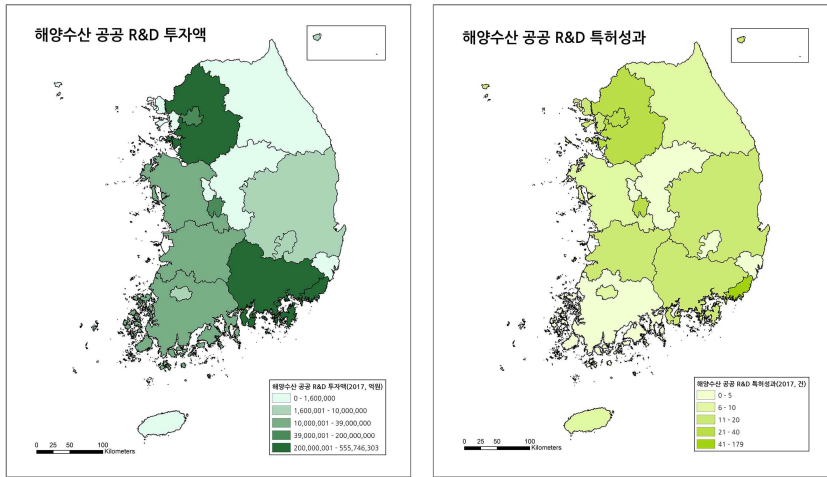 해양수산 공공 R&D 투자액
해양수산 공공 R&D 투자액(2017, 억원)
0 - 1,600,000
1,600,001 - 10,000,000
10,000,001 - 39,000,000
39,000,001 - 200,000,000
200,000,001 - 555,746,303
0 25 50 100
Kilometers
해양수산 공공 R&D 특허성과
해양수산 공공 R&D 특허성과(2017, 건)
0 - 5
6 - 10
11 - 20
21 - 40
41 - 179
0 25 50 100
Kilometers